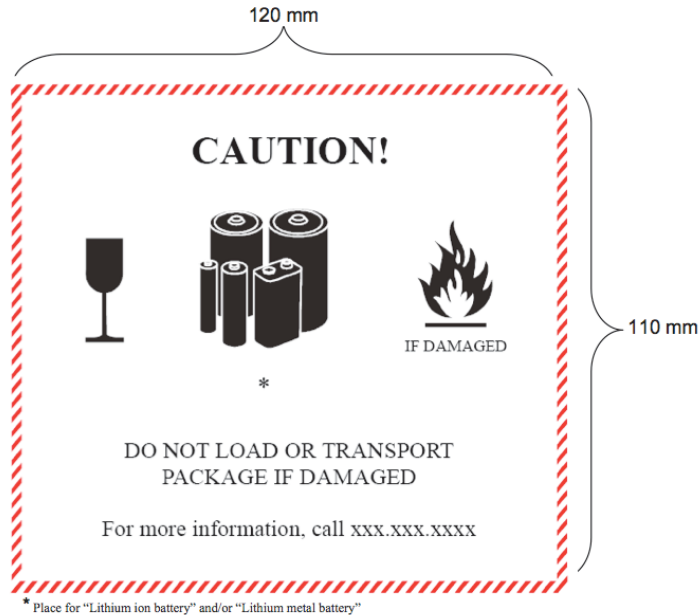 120 mm
CAUTION!
110 mm
IF DAMAGED
*
DO NOT LOAD OR TRANSPORT
PACKAGE IF DAMAGED
For more information, call xxx.xxx.xxxx
* Place for “Lithium ion battery” and/or “Lithium metal battery”